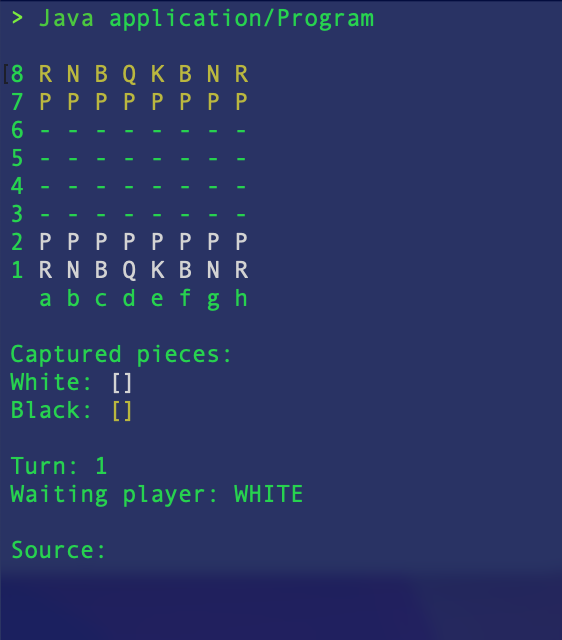 > Java application/Program
8 R N B Q K B N R
7 P P P P P P P P
6 - - - - - - - -
5 - - - - - - - -
4 - - - - - - - -
3 - - - - - - - -
2 P P P P P P P P
1 R N B Q K B N R
a b c d e f g h
Captured pieces:
White: []
Black: []
Turn: 1
Waiting player: WHITE
Source: